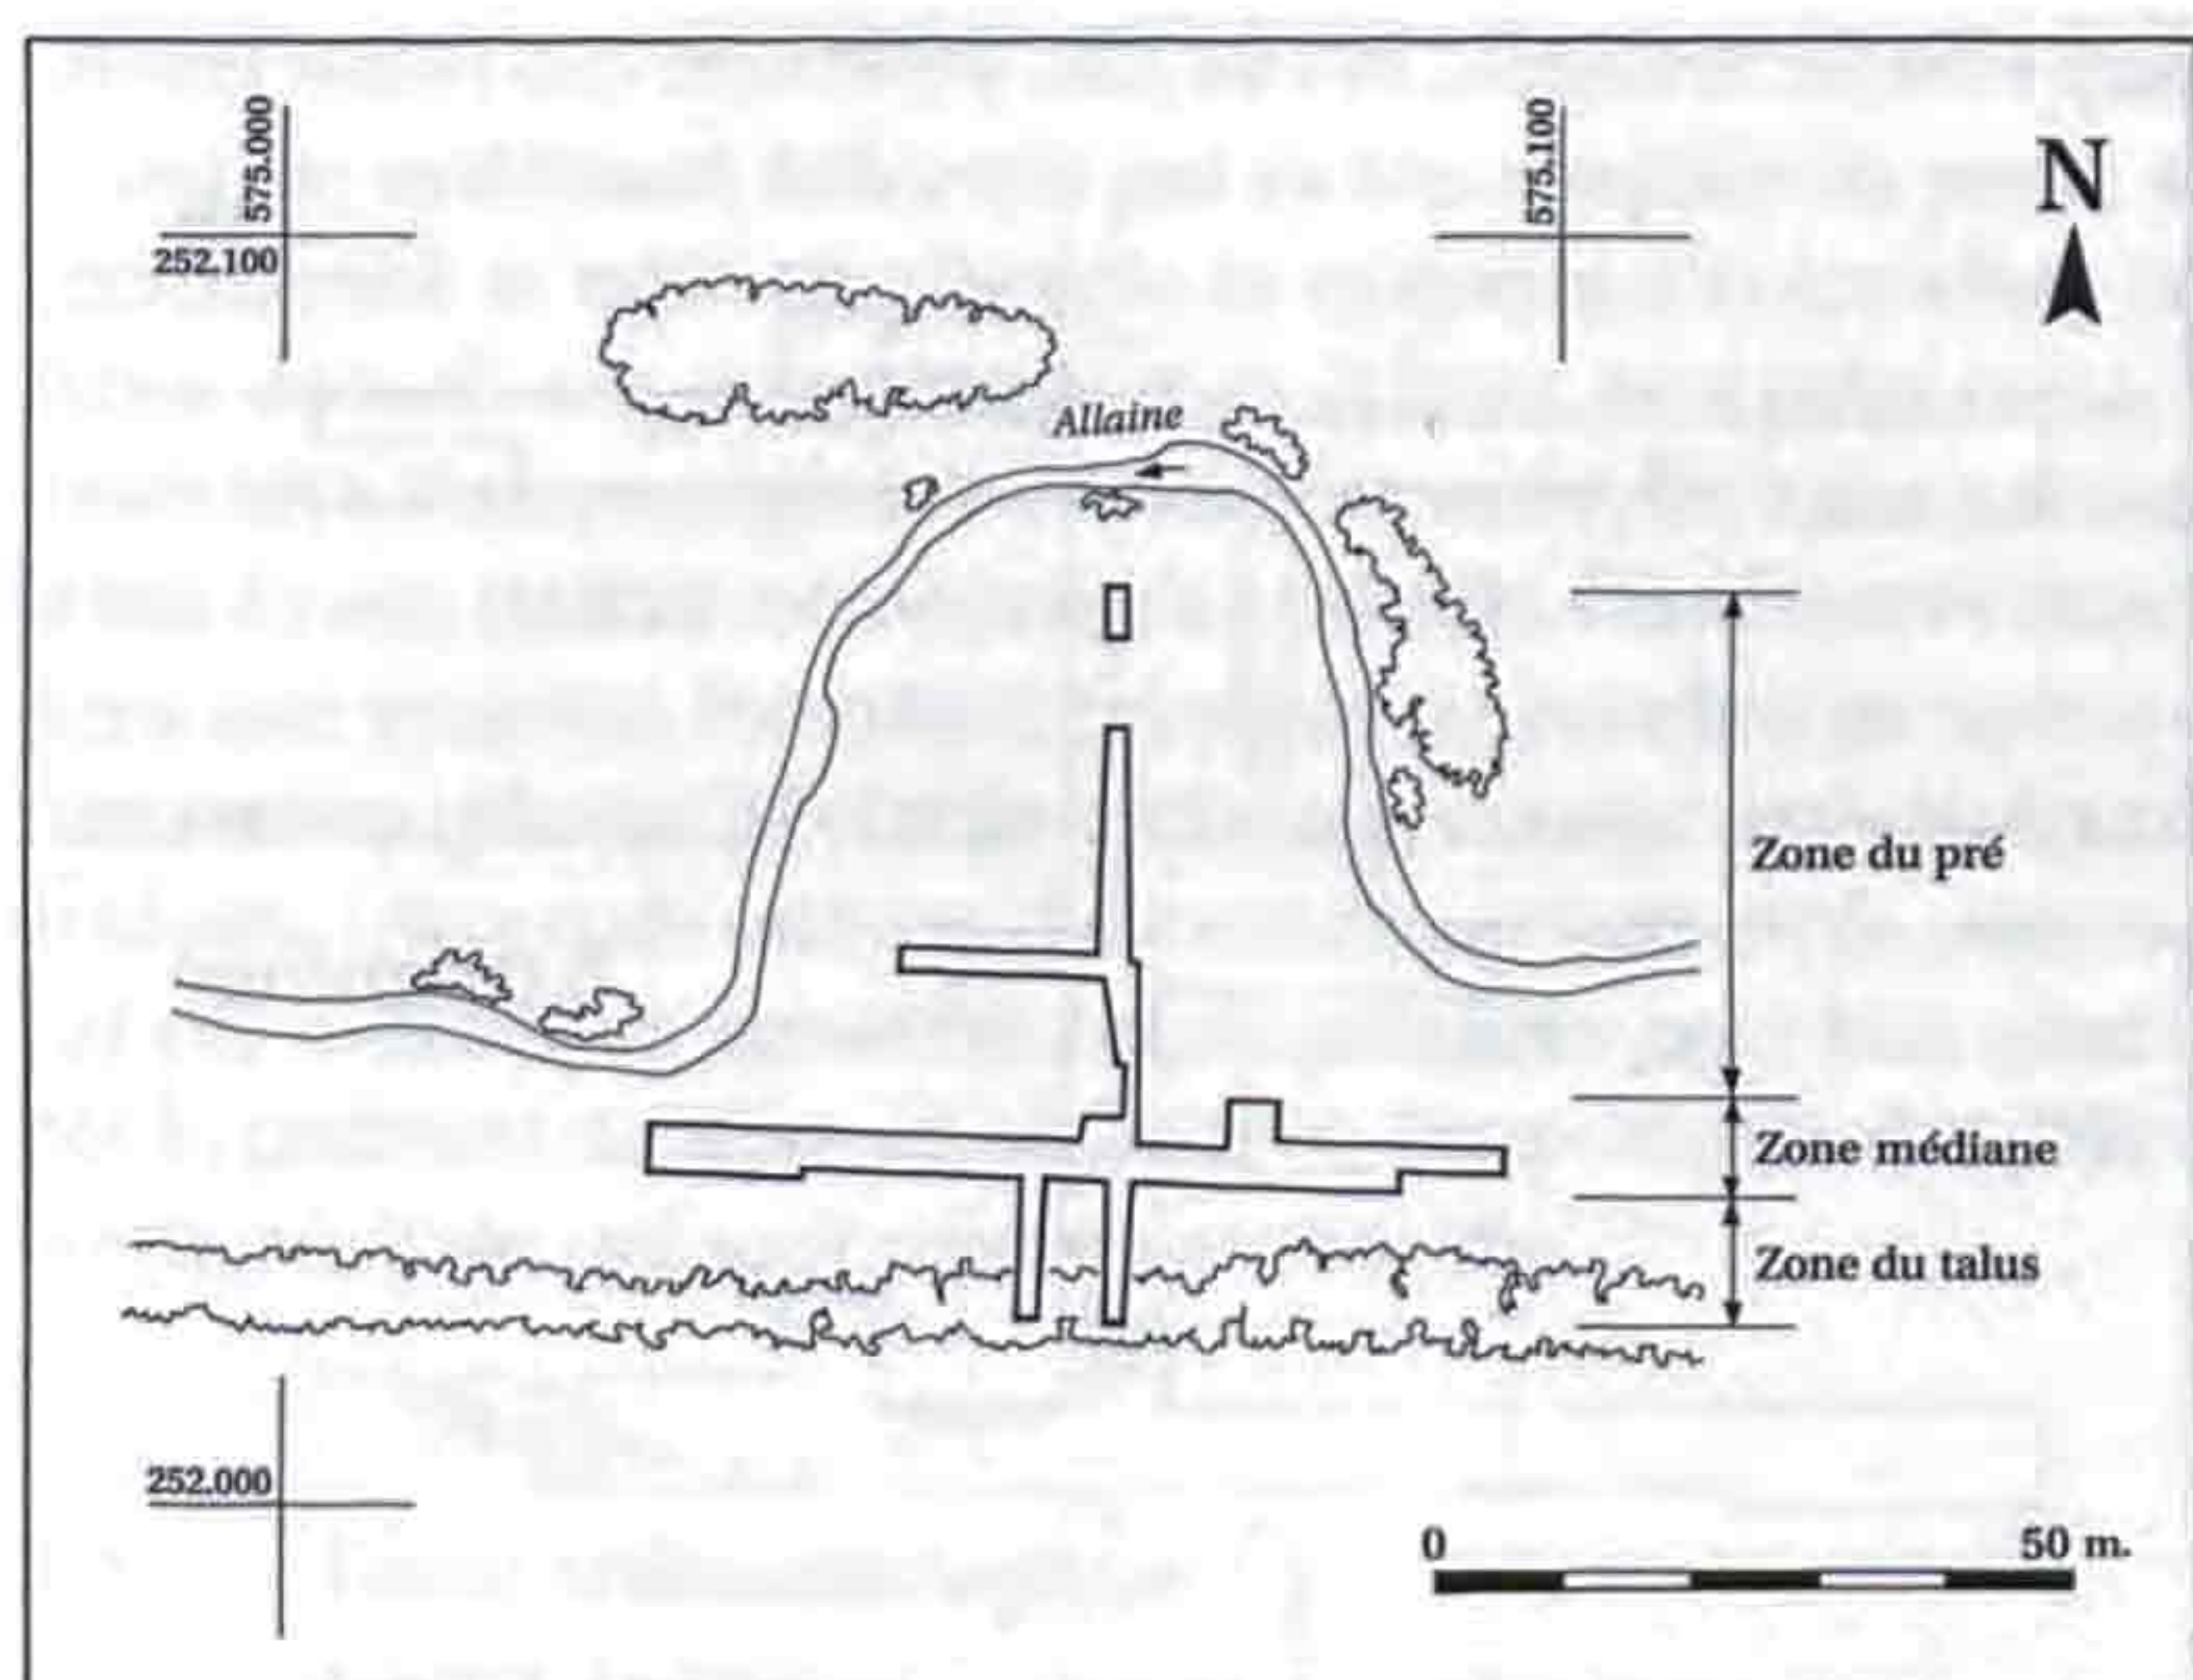 575.000
575.100
N
252.100
Allaine
Zone du pré
Zone médiane
Zone du talus
252.000
0
50 m.